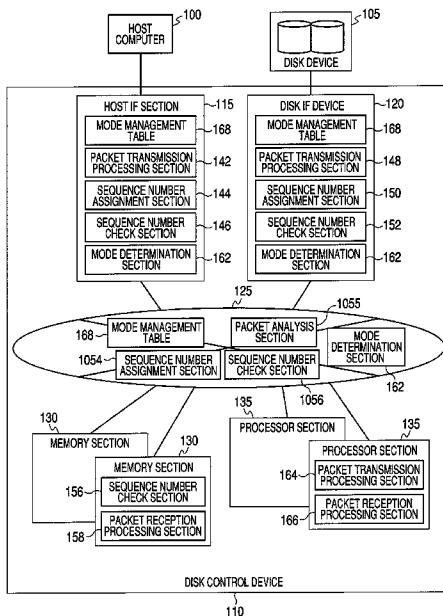 HOST
COMPUTER
100
105
DISK DEVICE
HOST IF SECTION
115
MODE MANAGEMENT
TABLE
168
PACKET TRANSMISSION
PROCESSING SECTION
142
SEQUENCE NUMBER
ASSIGNMENT SECTION
144
SEQUENCE NUMBER
CHECK SECTION
146
MODE DETERMINATION
SECTION
162
DISK IF DEVICE
120
MODE MANAGEMENT
TABLE
168
PACKET TRANSMISSION
PROCESSING SECTION
148
SEQUENCE NUMBER
ASSIGNMENT SECTION
150
SEQUENCE NUMBER
CHECK SECTION
152
MODE DETERMINATION
SECTION
162
125
1055
168
MODE MANAGEMENT
TABLE
PACKET ANALYSIS
SECTION
MODE
DETERMINATION
SECTION
162
1054
SEQUENCE NUMBER
ASSIGNMENT SECTION
SEQUENCE NUMBER
CHECK SECTION
1056
130
MEMORY SECTION
130
MEMORY SECTION
156
SEQUENCE NUMBER
CHECK SECTION
158
PACKET RECEPTION
PROCESSING SECTION
135
PROCESSOR SECTION
135
PROCESSOR SECTION
164
PACKET TRANSMISSION
PROCESSING SECTION
166
PACKET RECEPTION
PROCESSING SECTION
DISK CONTROL DEVICE
110